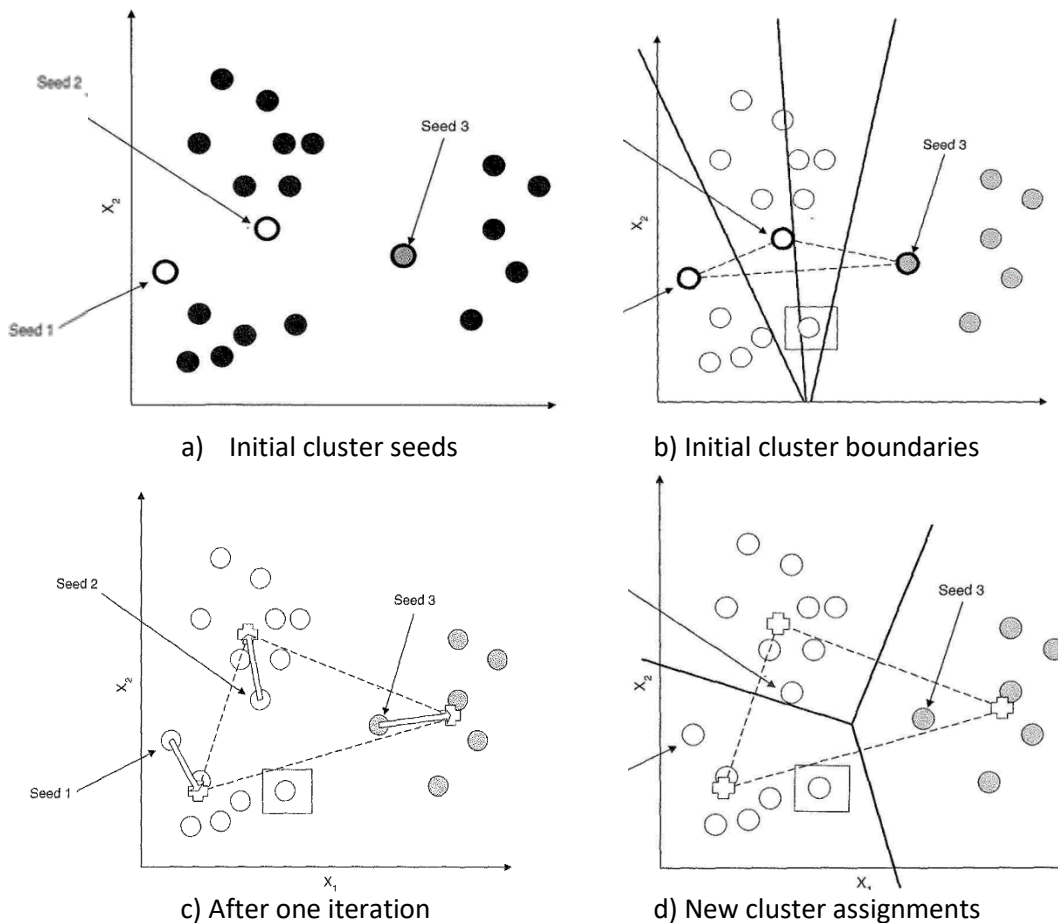 Seed 2
Seed 3
X2
Seed 1
a) Initial cluster seeds
Seed 3
X2
b) Initial cluster boundaries
Seed 2
Seed 3
X2
Seed 1
X1
c) After one iteration
Seed 3
X2
X1
d) New cluster assignments